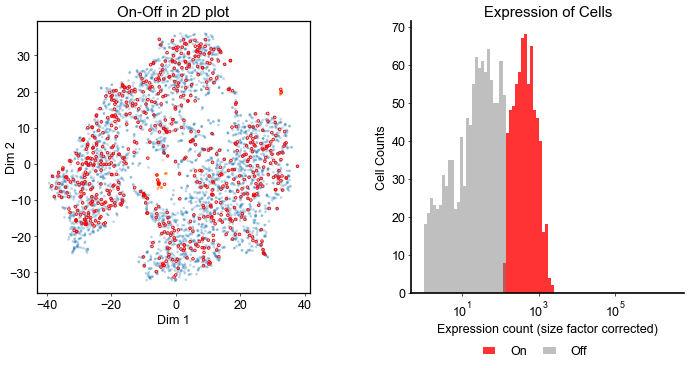 On-Off in 2D plot
Dim 2
30
20
10
0
−10
−20
−30
−40
−20
0
20
40
Dim 1
Expression of Cells
Cell Counts
70
60
50
40
30
20
10
0
10^1
10^3
10^5
Expression count (size factor corrected)
On
Off